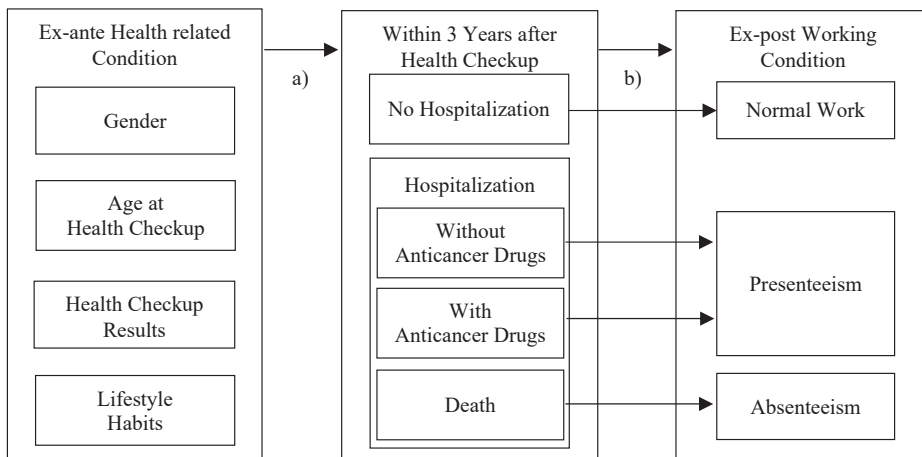 Ex-ante Health related
Condition
Gender
Age at
Health Checkup
Health Checkup
Results
Lifestyle
Habits
a)
Within 3 Years after
Health Checkup
No Hospitalization
Hospitalization
Without
Anticancer Drugs
With
Anticancer Drugs
Death
b)
Ex-post Working
Condition
Normal Work
Presenteeism
Absenteeism